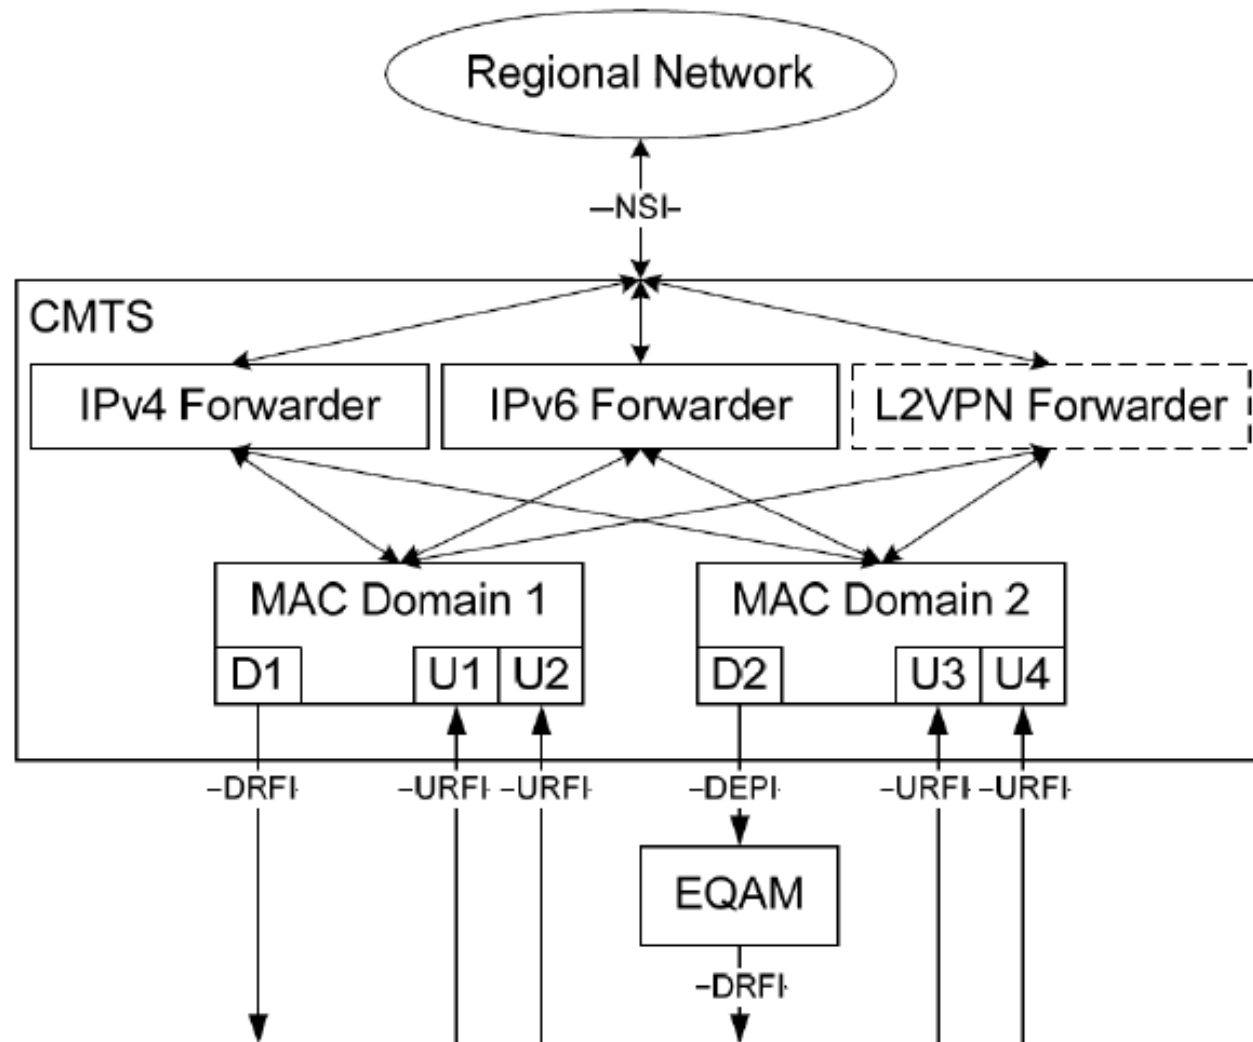 Regional Network
–NSI–
CMTS
IPv4 Forwarder
IPv6 Forwarder
L2VPN Forwarder
MAC Domain 1
MAC Domain 2
D1
U1
U2
D2
U3
U4
–DRFI–
–URFI–
–URFI–
–DEPI–
–URFI–
–URFI–
EQAM
–DRFI–